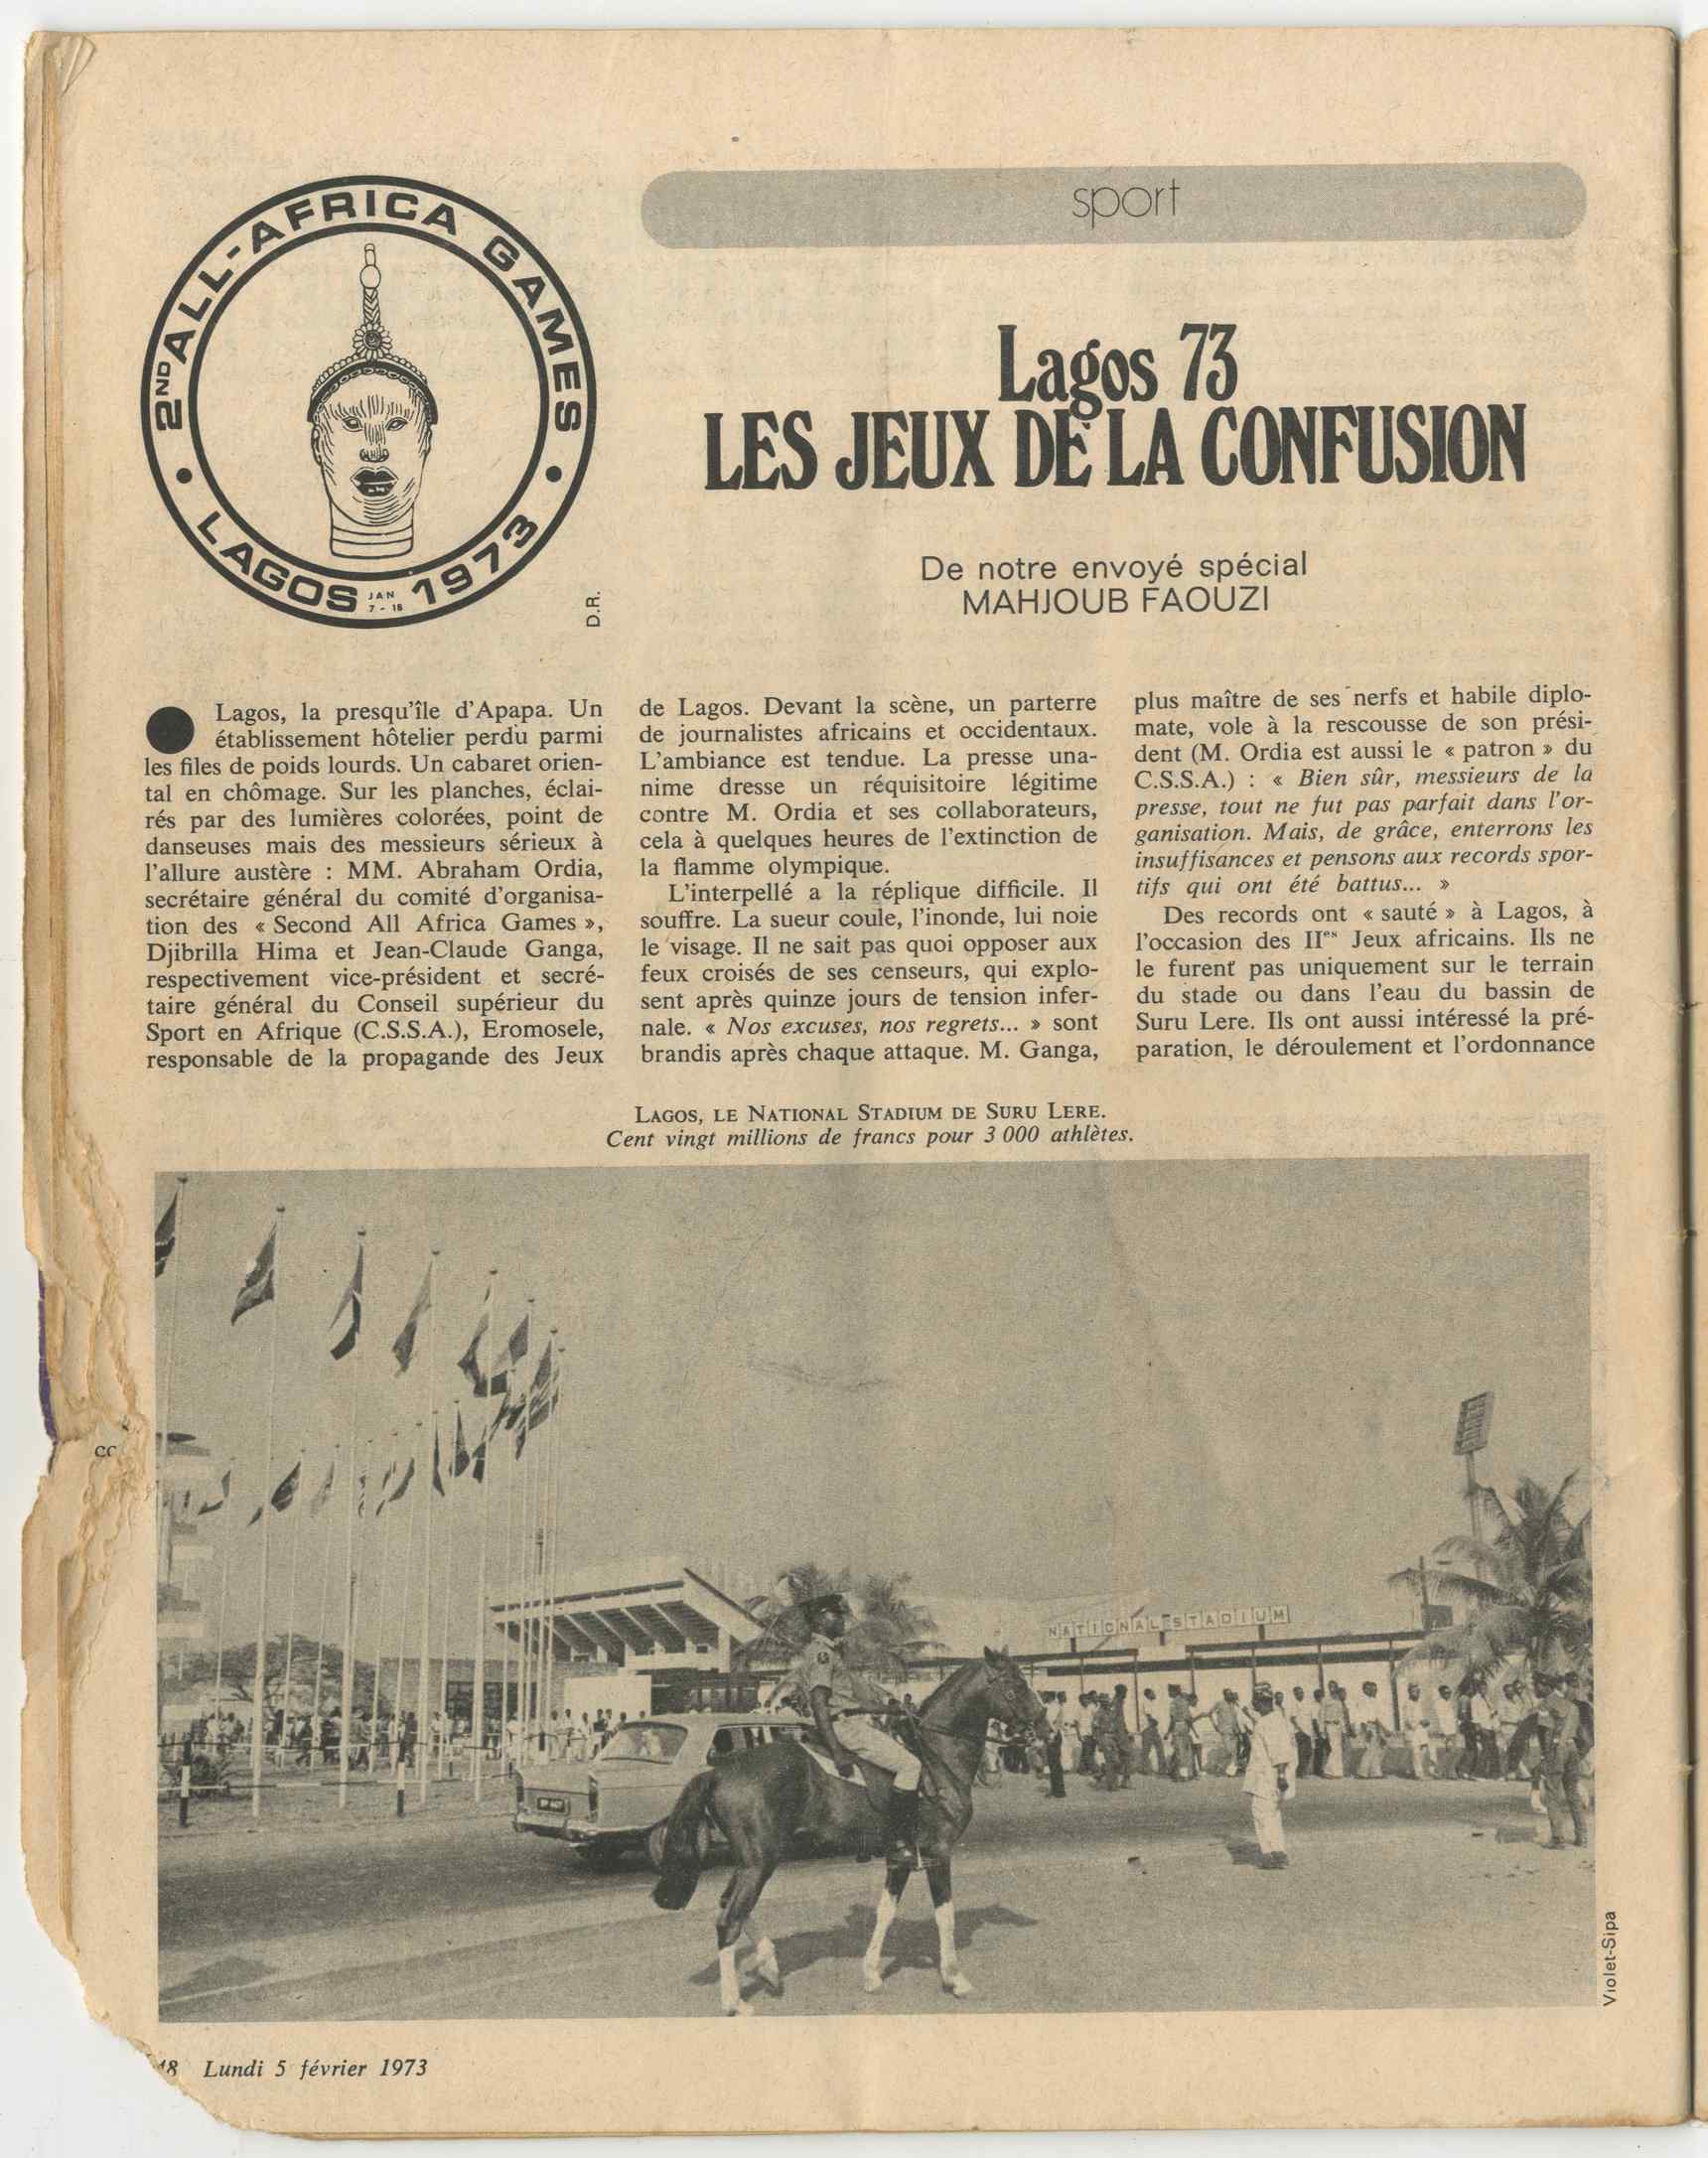 2ND ALL-AFRICA GAMES
LAGOS JAN 7-18 1973
D.R.
sport
Lagos 73
LES JEUX DE LA CONFUSION
De notre envoyé spécial
MAHJOUB FAOUZI
Lagos, la presqu'île d'Apapa. Un
établissement hôtelier perdu parmi
les files de poids lourds. Un cabaret orien-
tal en chômage. Sur les planches, éclai-
rés par des lumières colorées, point de
danseuses mais des messieurs sérieux à
l'allure austère : MM. Abraham Ordia,
secrétaire général du comité d'organisa-
tion des « Second All Africa Games »,
Djibrilla Hima et Jean-Claude Ganga,
respectivement vice-président et secré-
taire général du Conseil supérieur du
Sport en Afrique (C.S.S.A.), Eromosele,
responsable de la propagande des Jeux
de Lagos. Devant la scène, un parterre
de journalistes africains et occidentaux.
L'ambiance est tendue. La presse una-
nime dresse un réquisitoire légitime
contre M. Ordia et ses collaborateurs,
cela à quelques heures de l'extinction de
la flamme olympique.
L'interpellé a la réplique difficile. Il
souffre. La sueur coule, l'inonde, lui noie
le visage. Il ne sait pas quoi opposer aux
feux croisés de ses censeurs, qui explo-
sent après quinze jours de tension infer-
nale. « Nos excuses, nos regrets... » sont
brandis après chaque attaque. M. Ganga,
plus maître de ses nerfs et habile diplo-
mate, vole à la rescousse de son prési-
dent (M. Ordia est aussi le « patron » du
C.S.S.A.) : « Bien sûr, messieurs de la
presse, tout ne fut pas parfait dans l'or-
ganisation. Mais, de grâce, enterrons les
insuffisances et pensons aux records spor-
tifs qui ont été battus... »
Des records ont « sauté » à Lagos, à
l'occasion des IIes Jeux africains. Ils ne
le furent pas uniquement sur le terrain
du stade ou dans l'eau du bassin de
Suru Lere. Ils ont aussi intéressé la pré-
paration, le déroulement et l'ordonnance
LAGOS, LE NATIONAL STADIUM DE SURU LERE.
Cent vingt millions de francs pour 3 000 athlètes.
NATIONAL STADIUM
Violet-Sipa
48 Lundi 5 février 1973